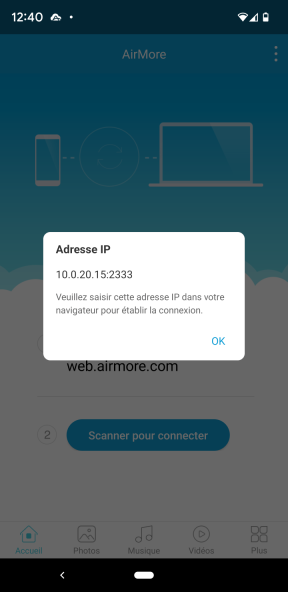 12:40
AirMore
Adresse IP
10.0.20.15:2333
Veuillez saisir cette adresse IP dans votre
navigateur pour établir la connexion.
OK
web.airmore.com
2 Scanner pour connecter
Accueil Photos Musique Vidéos Plus